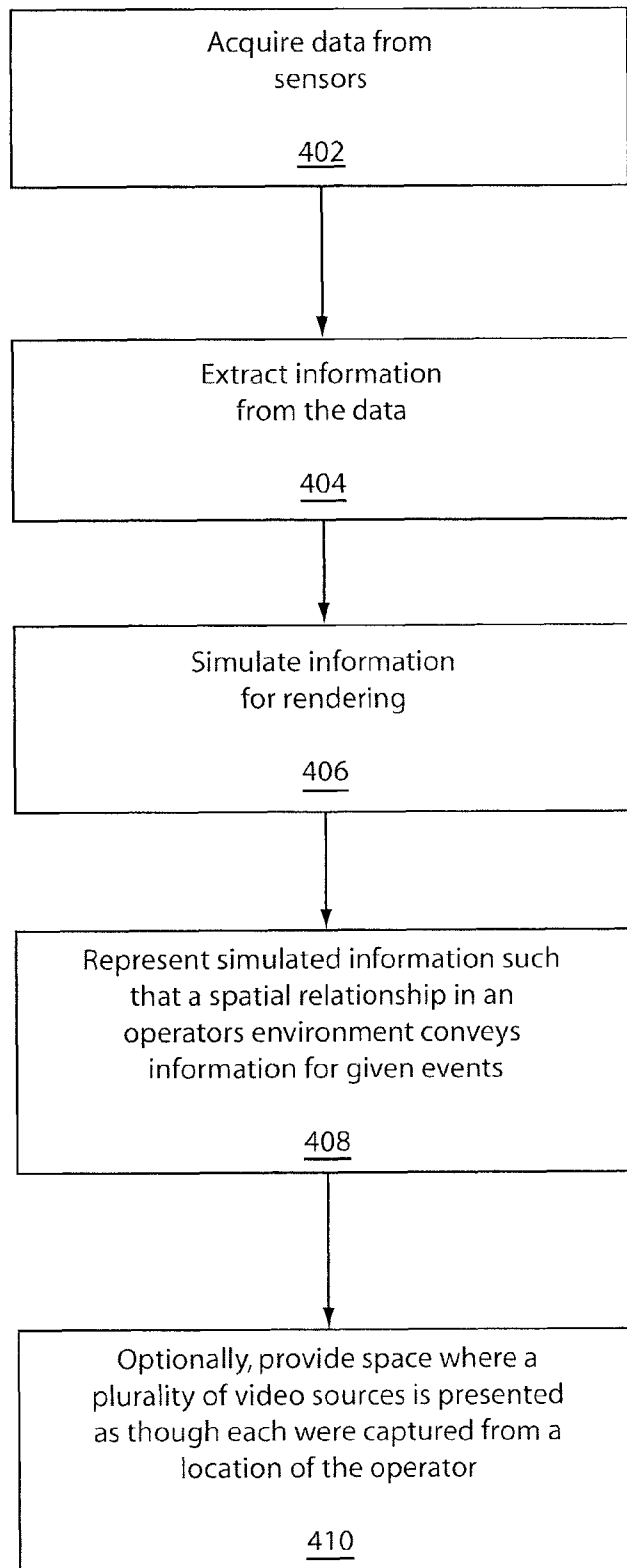 Acquire data from
sensors
402
Extract information
from the data
404
Simulate information
for rendering
406
Represent simulated information such
that a spatial relationship in an
operators environment conveys
information for given events
408
Optionally, provide space where a
plurality of video sources is presented
as though each were captured from a
location of the operator
410